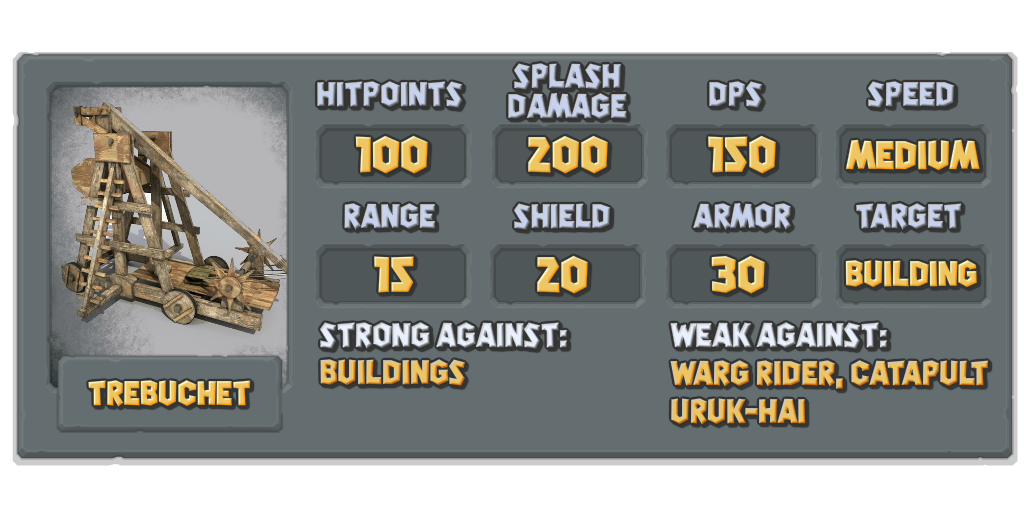 HITPOINTS
SPLASH
DAMAGE
DPS
SPEED
100
200
150
MEDIUM
RANGE
SHIELD
ARMOR
TARGET
15
20
30
BUILDING
STRONG AGAINST:
BUILDINGS
WEAK AGAINST:
WARG RIDER, CATAPULT
URUK-HAI
TREBUCHET